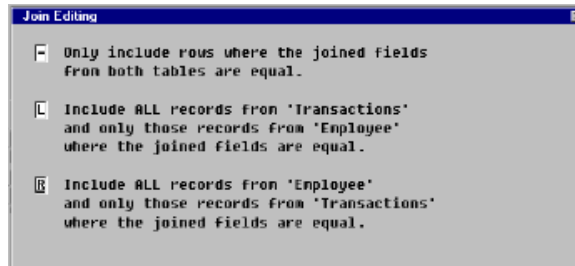 Join Editing
= Only include rows where the joined fields
from both tables are equal.
L Include ALL records from 'Transactions'
and only those records from 'Employee'
where the joined fields are equal.
R Include ALL records from 'Employee'
and only those records from 'Transactions'
where the joined fields are equal.